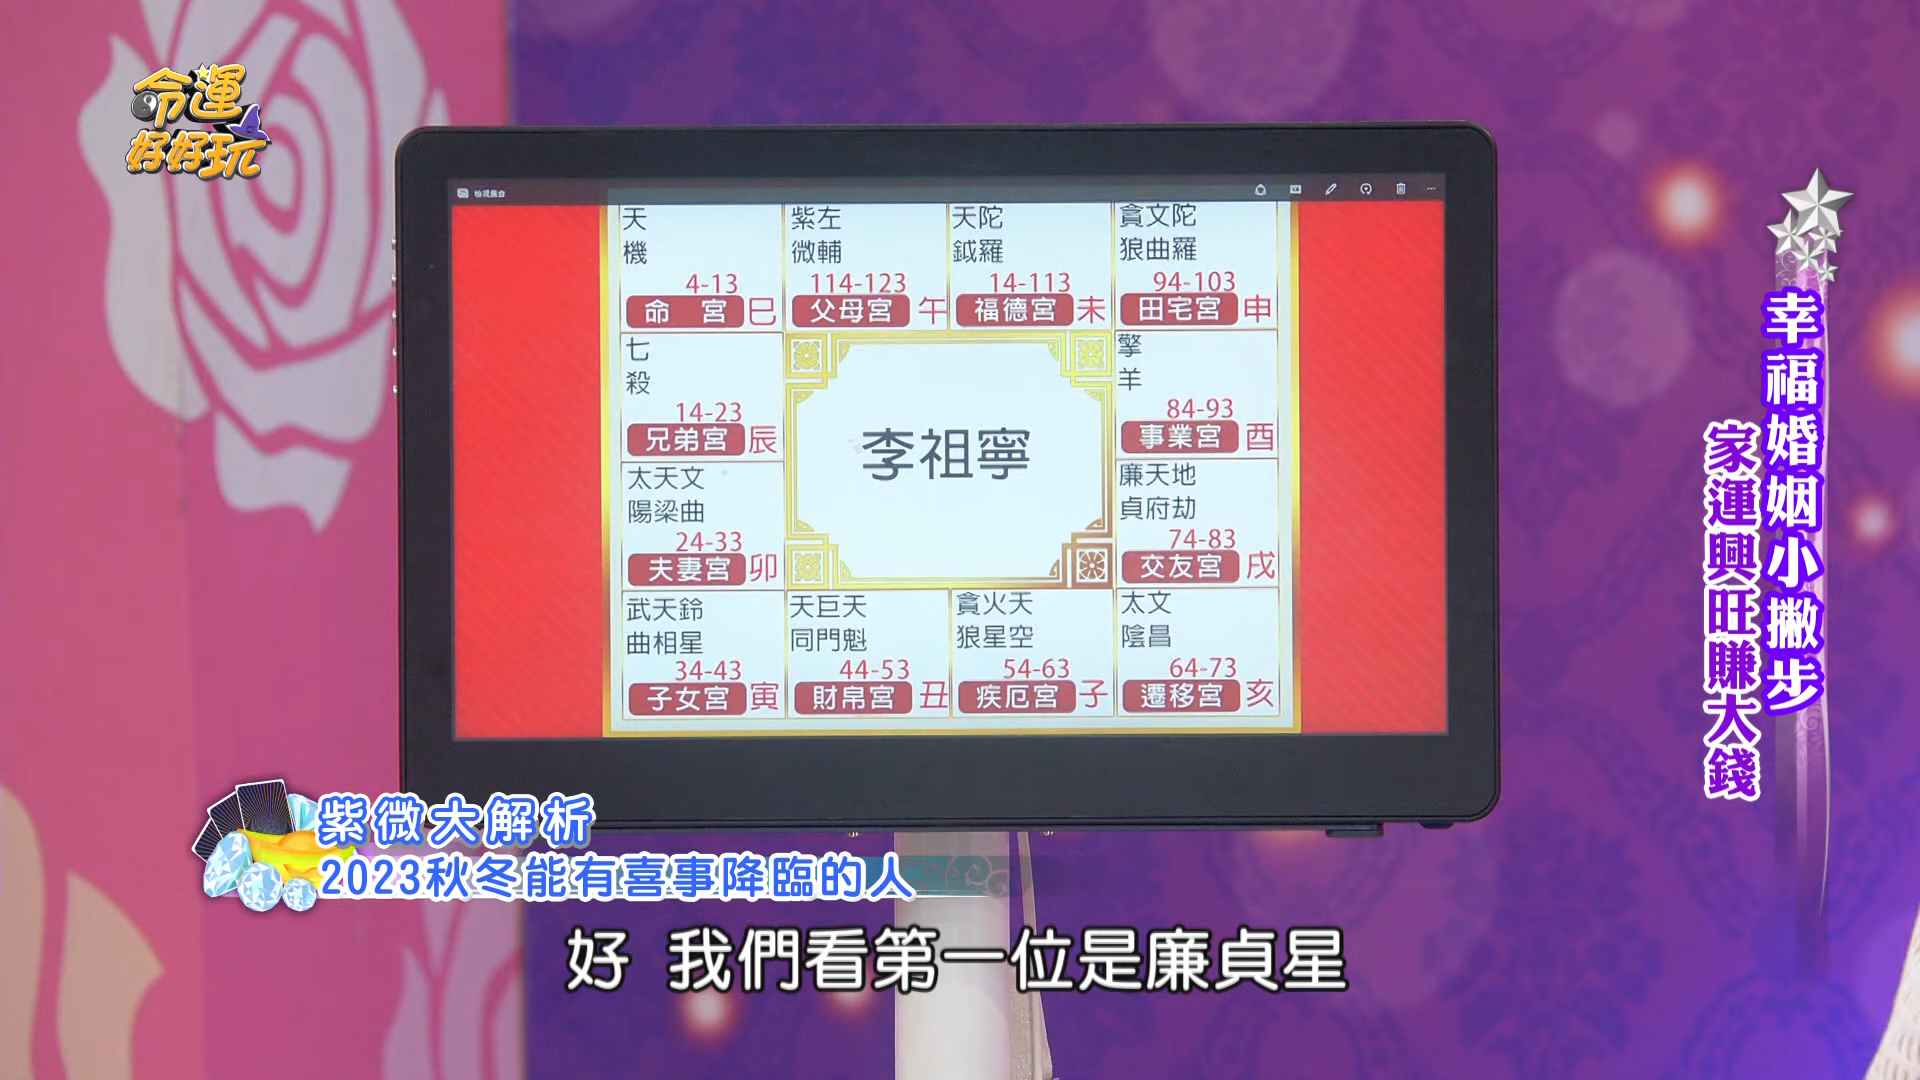 命運
好好玩
檢視舊台
天
機
4-13
命 宮巳
紫左
微輔
114-123
父母宮午
天陀
鉞羅
14-113
福德宮未
貪文陀
狼曲羅
94-103
田宅宮申
七
殺
14-23
兄弟宮辰
李祖寧
擎
羊
84-93
事業宮酉
太天文
陽梁曲
24-33
夫妻宮卯
廉天地
貞府劫
74-83
交友宮戌
武天鈴
曲相星
34-43
子女宮寅
天巨天
同門魁
44-53
財帛宮丑
貪火天
狼星空
54-63
疾厄宮子
太文
陰昌
64-73
遷移宮亥
幸福婚姻小撇步
家運興旺賺大錢
紫微大解析
2023秋冬能有喜事降臨的人
好 我們看第一位是廉貞星